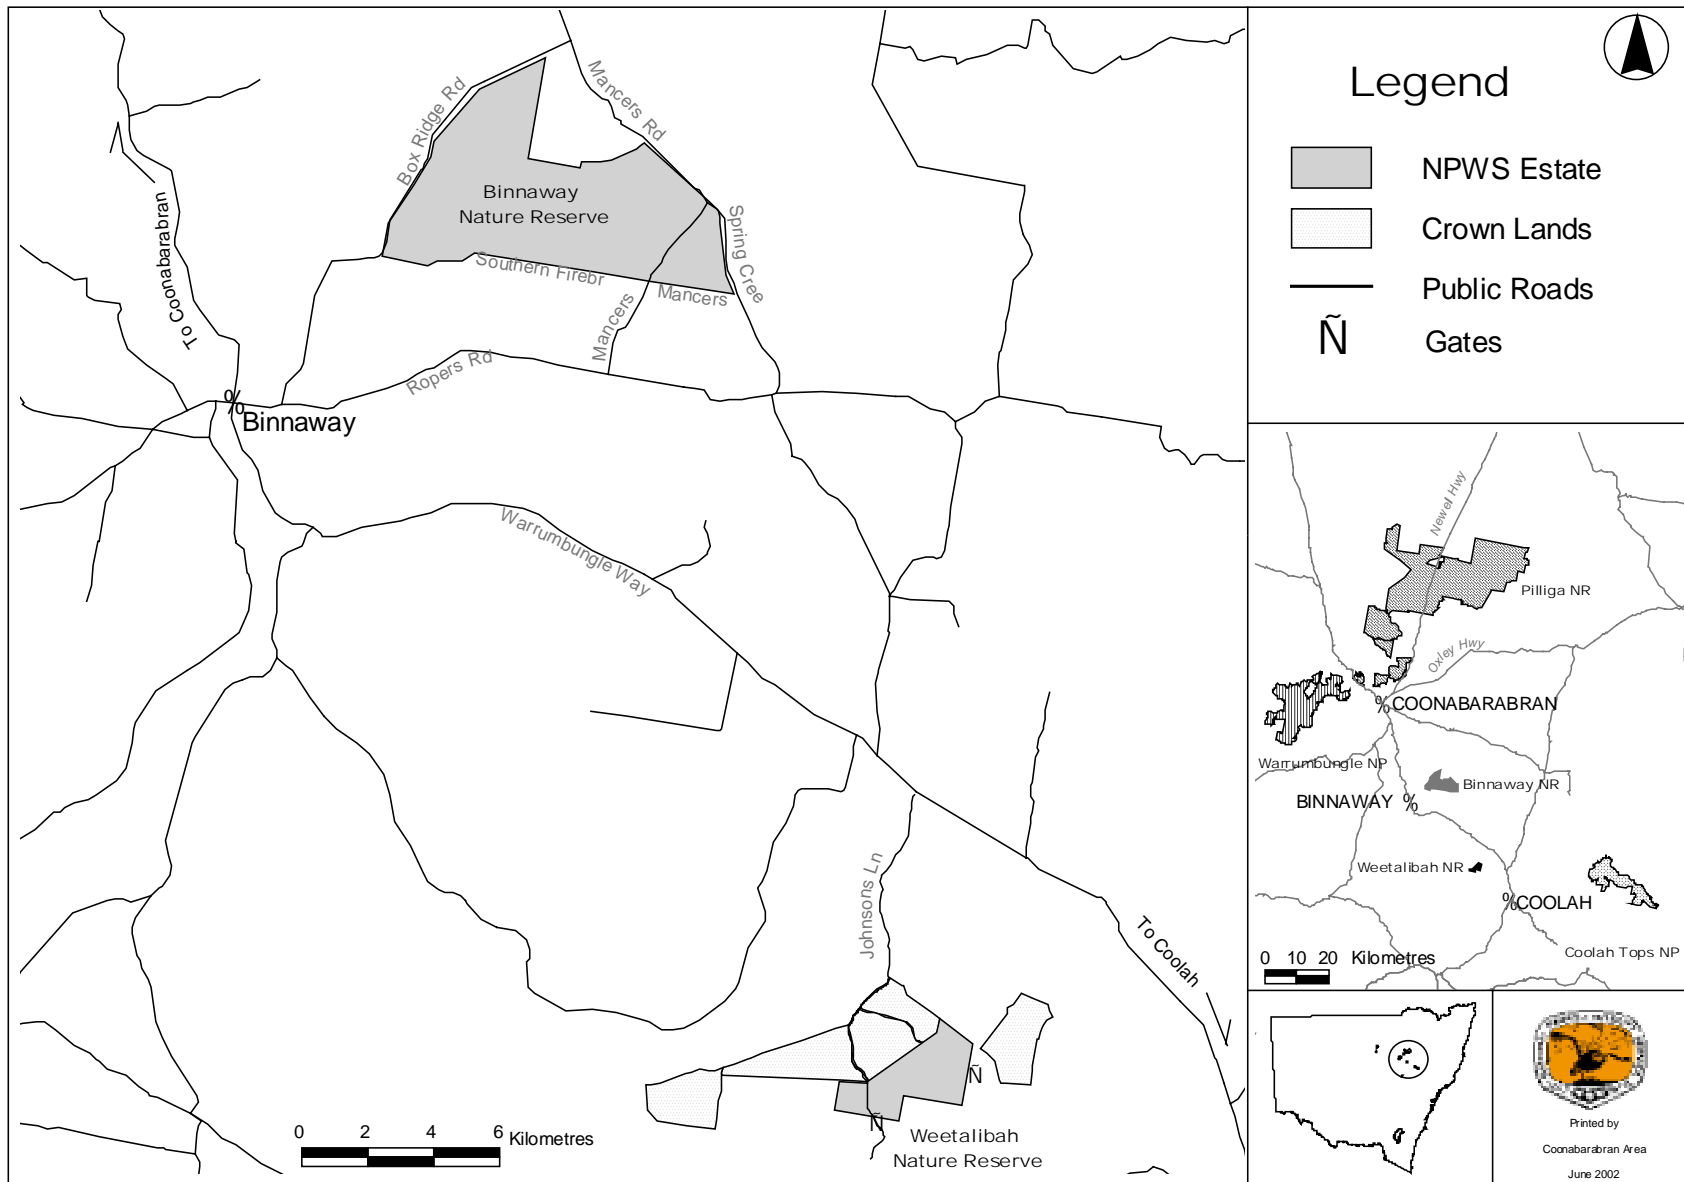 Box Ridge Rd
Mancers Rd
Binnaway
Nature Reserve
Spring Cree
Southern Firebr
Mancers
Mancers
To Coonabarabran
Ropers Rd
%
Binnaway
Warrumbungle Way
Johnsons Ln
To Coolah
Ñ
Ñ
Weetalibah
Nature Reserve
0 2 4 6 Kilometres
Legend
NPWS Estate
Crown Lands
Public Roads
Ñ Gates
Newel Hwy
Pilliga NR
Oxley Hwy
% COONABARABRAN
Warrumbungle NP
Binnaway NR
BINNAWAY %
Weetalibah NR
% COOLAH
Coolah Tops NP
0 10 20 Kilometres
Printed by
Coonabarabran Area
June 2002